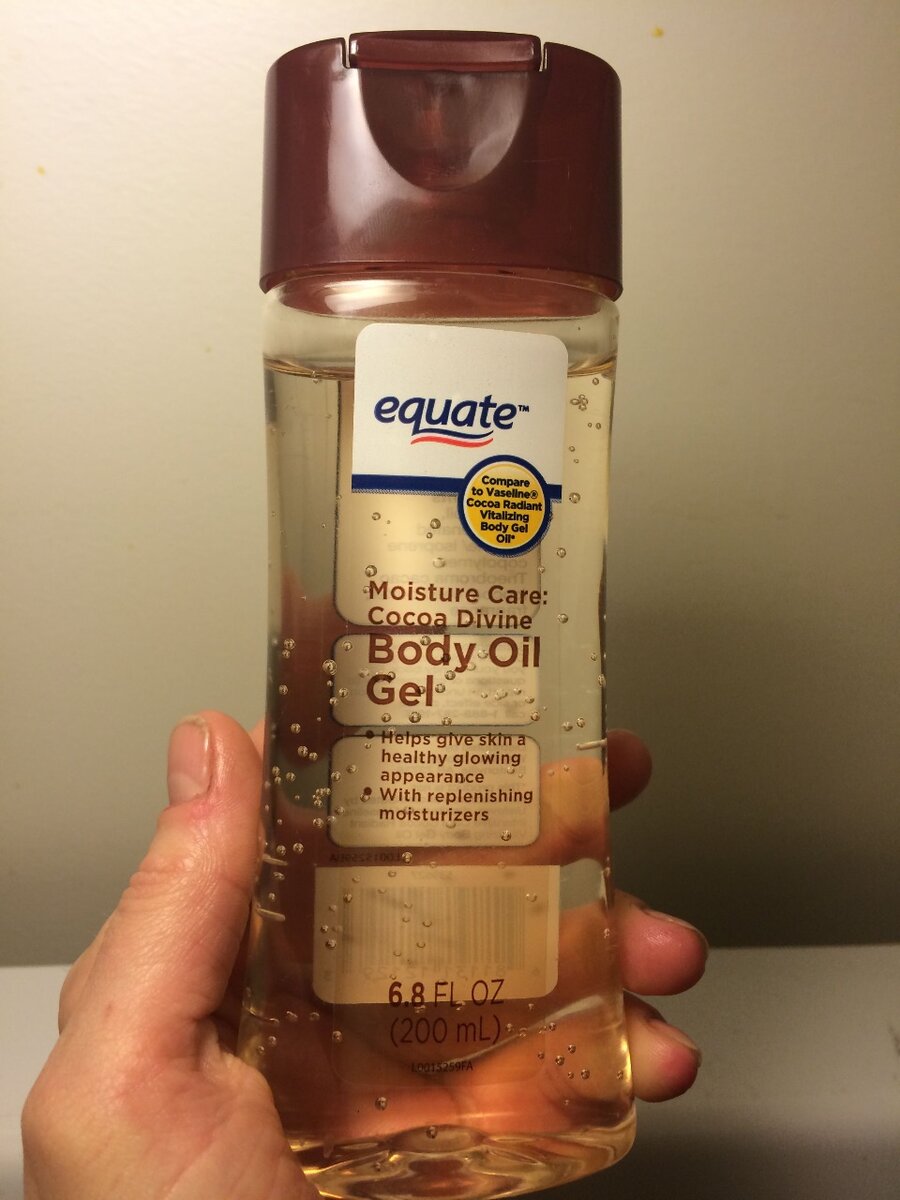 equate™
Compare
to Vaseline®
Cocoa Radiant
Vitalizing
Body Gel
Oil*
Moisture Care:
Cocoa Divine
Body Oil
Gel
• Helps give skin a
healthy glowing
appearance
• With replenishing
moisturizers
6.8 FL OZ
(200 mL)
L0015259FA